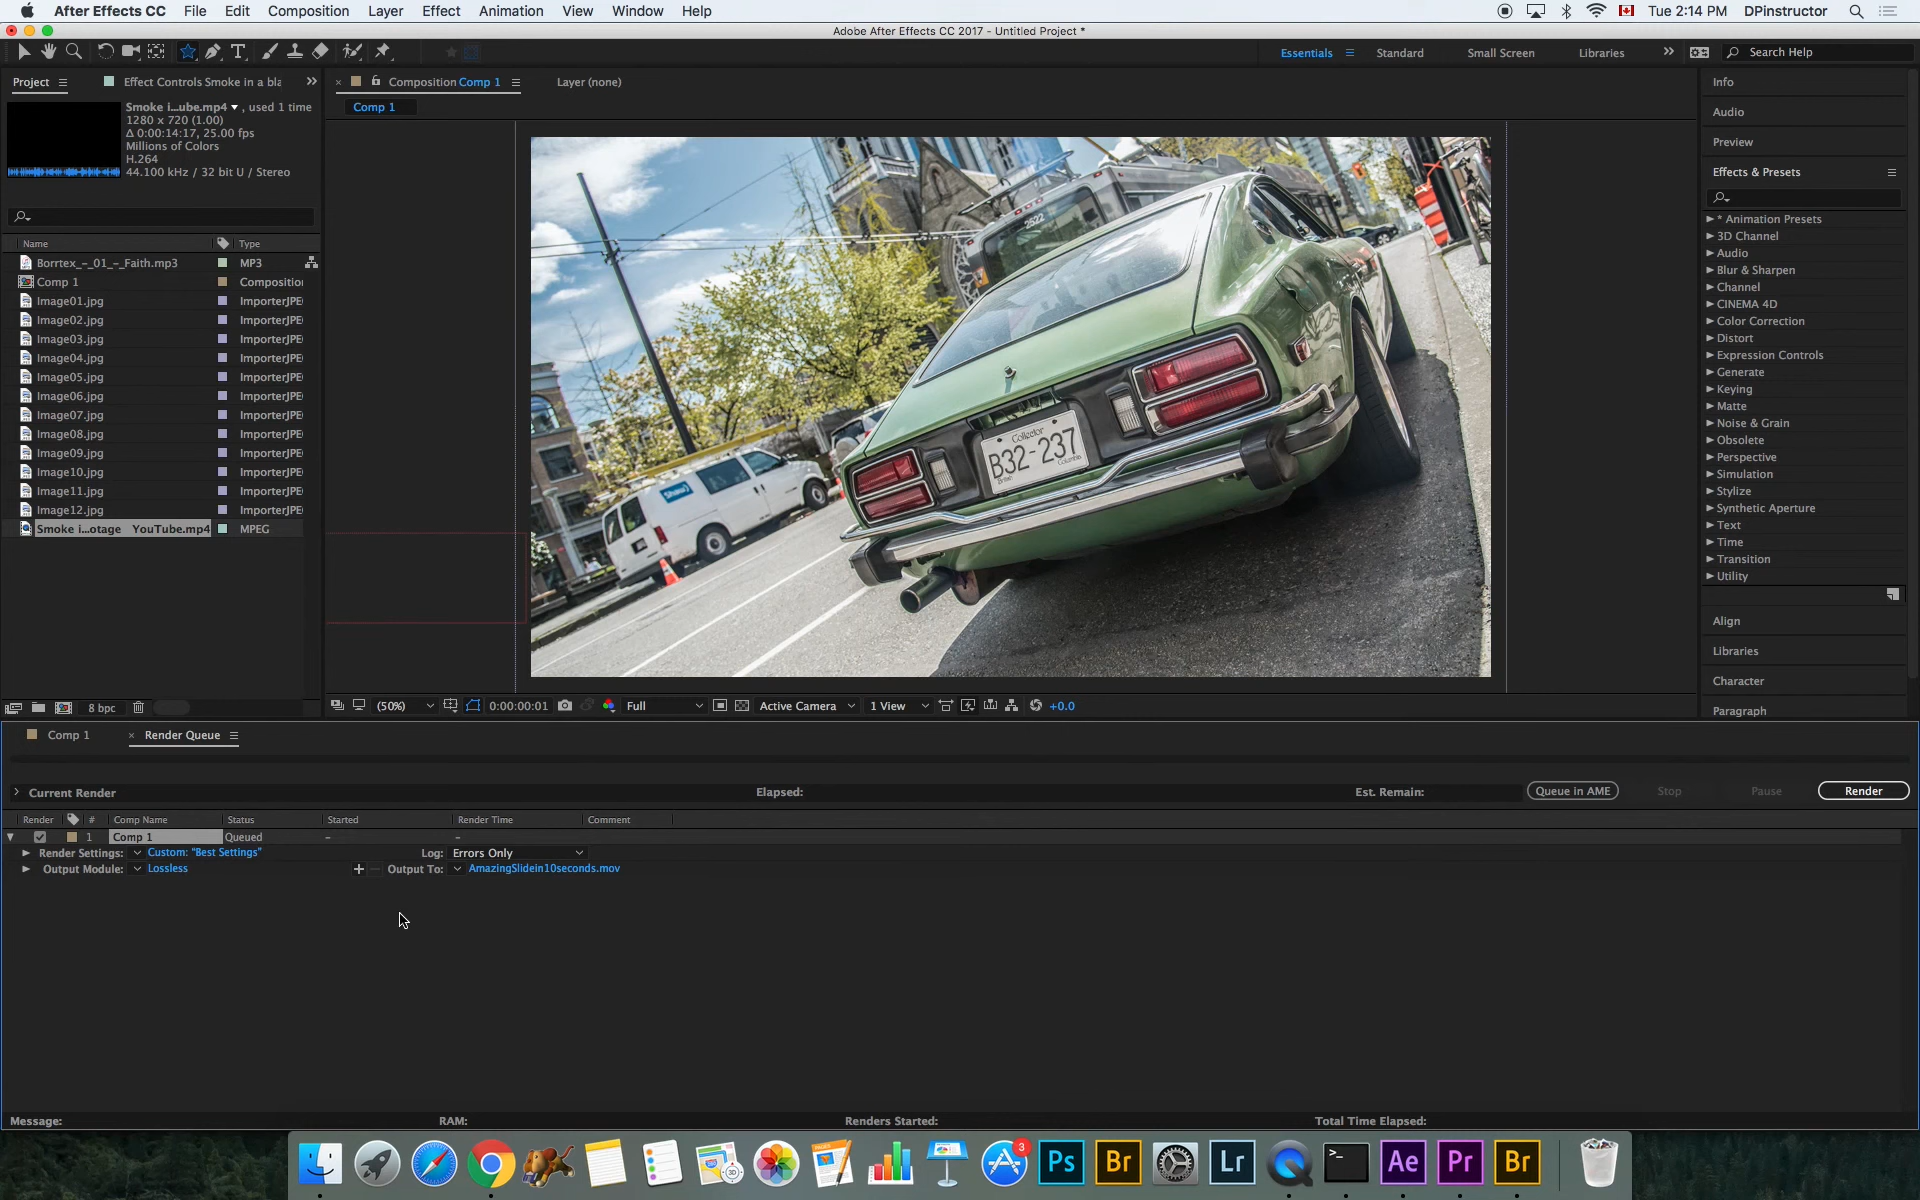 After Effects CC File Edit Composition Layer Effect Animation View Window Help Tue 2:14 PM DPinstructor
Adobe After Effects CC 2017 - Untitled Project *
T Essentials Standard Small Screen Libraries Search Help
Project Effect Controls Smoke in a bla
Composition Comp 1 Layer (none)
Comp 1
Smoke i...ube.mp4 , used 1 time
1280 x 720 (1.00)
Δ 0:00:14:17, 25.00 fps
Millions of Colors
H.264
44.100 kHz / 32 bit U / Stereo
Name Type
Borrtex_-_01_-_Faith.mp3 MP3
Comp 1 Compositior
Image01.jpg ImporterJPE
Image02.jpg ImporterJPE
Image03.jpg ImporterJPE
Image04.jpg ImporterJPE
Image05.jpg ImporterJPE
Image06.jpg ImporterJPE
Image07.jpg ImporterJPE
Image08.jpg ImporterJPE
Image09.jpg ImporterJPE
Image10.jpg ImporterJPE
Image11.jpg ImporterJPE
Image12.jpg ImporterJPE
Smoke i...otage YouTube.mp4 MPEG
8 bpc
2522
Shaw)
Collector
B32-237
British Columbia
(50%) 0:00:00:01 Full Active Camera 1 View +0.0
Info
Audio
Preview
Effects & Presets
* Animation Presets
3D Channel
Audio
Blur & Sharpen
Channel
CINEMA 4D
Color Correction
Distort
Expression Controls
Generate
Keying
Matte
Noise & Grain
Obsolete
Perspective
Simulation
Stylize
Synthetic Aperture
Text
Time
Transition
Utility
Align
Libraries
Character
Paragraph
Comp 1 Render Queue
Current Render Elapsed: Est. Remain: Queue in AME Stop Pause Render
Render # Comp Name Status Started Render Time Comment
1 Comp 1 Queued - -
Render Settings: Custom: "Best Settings" Log: Errors Only
Output Module: Lossless + Output To: AmazingSlidein10seconds.mov
Message: RAM: Renders Started: Total Time Elapsed:
3D 3 Ps Br Lr >_ Ae Pr Br